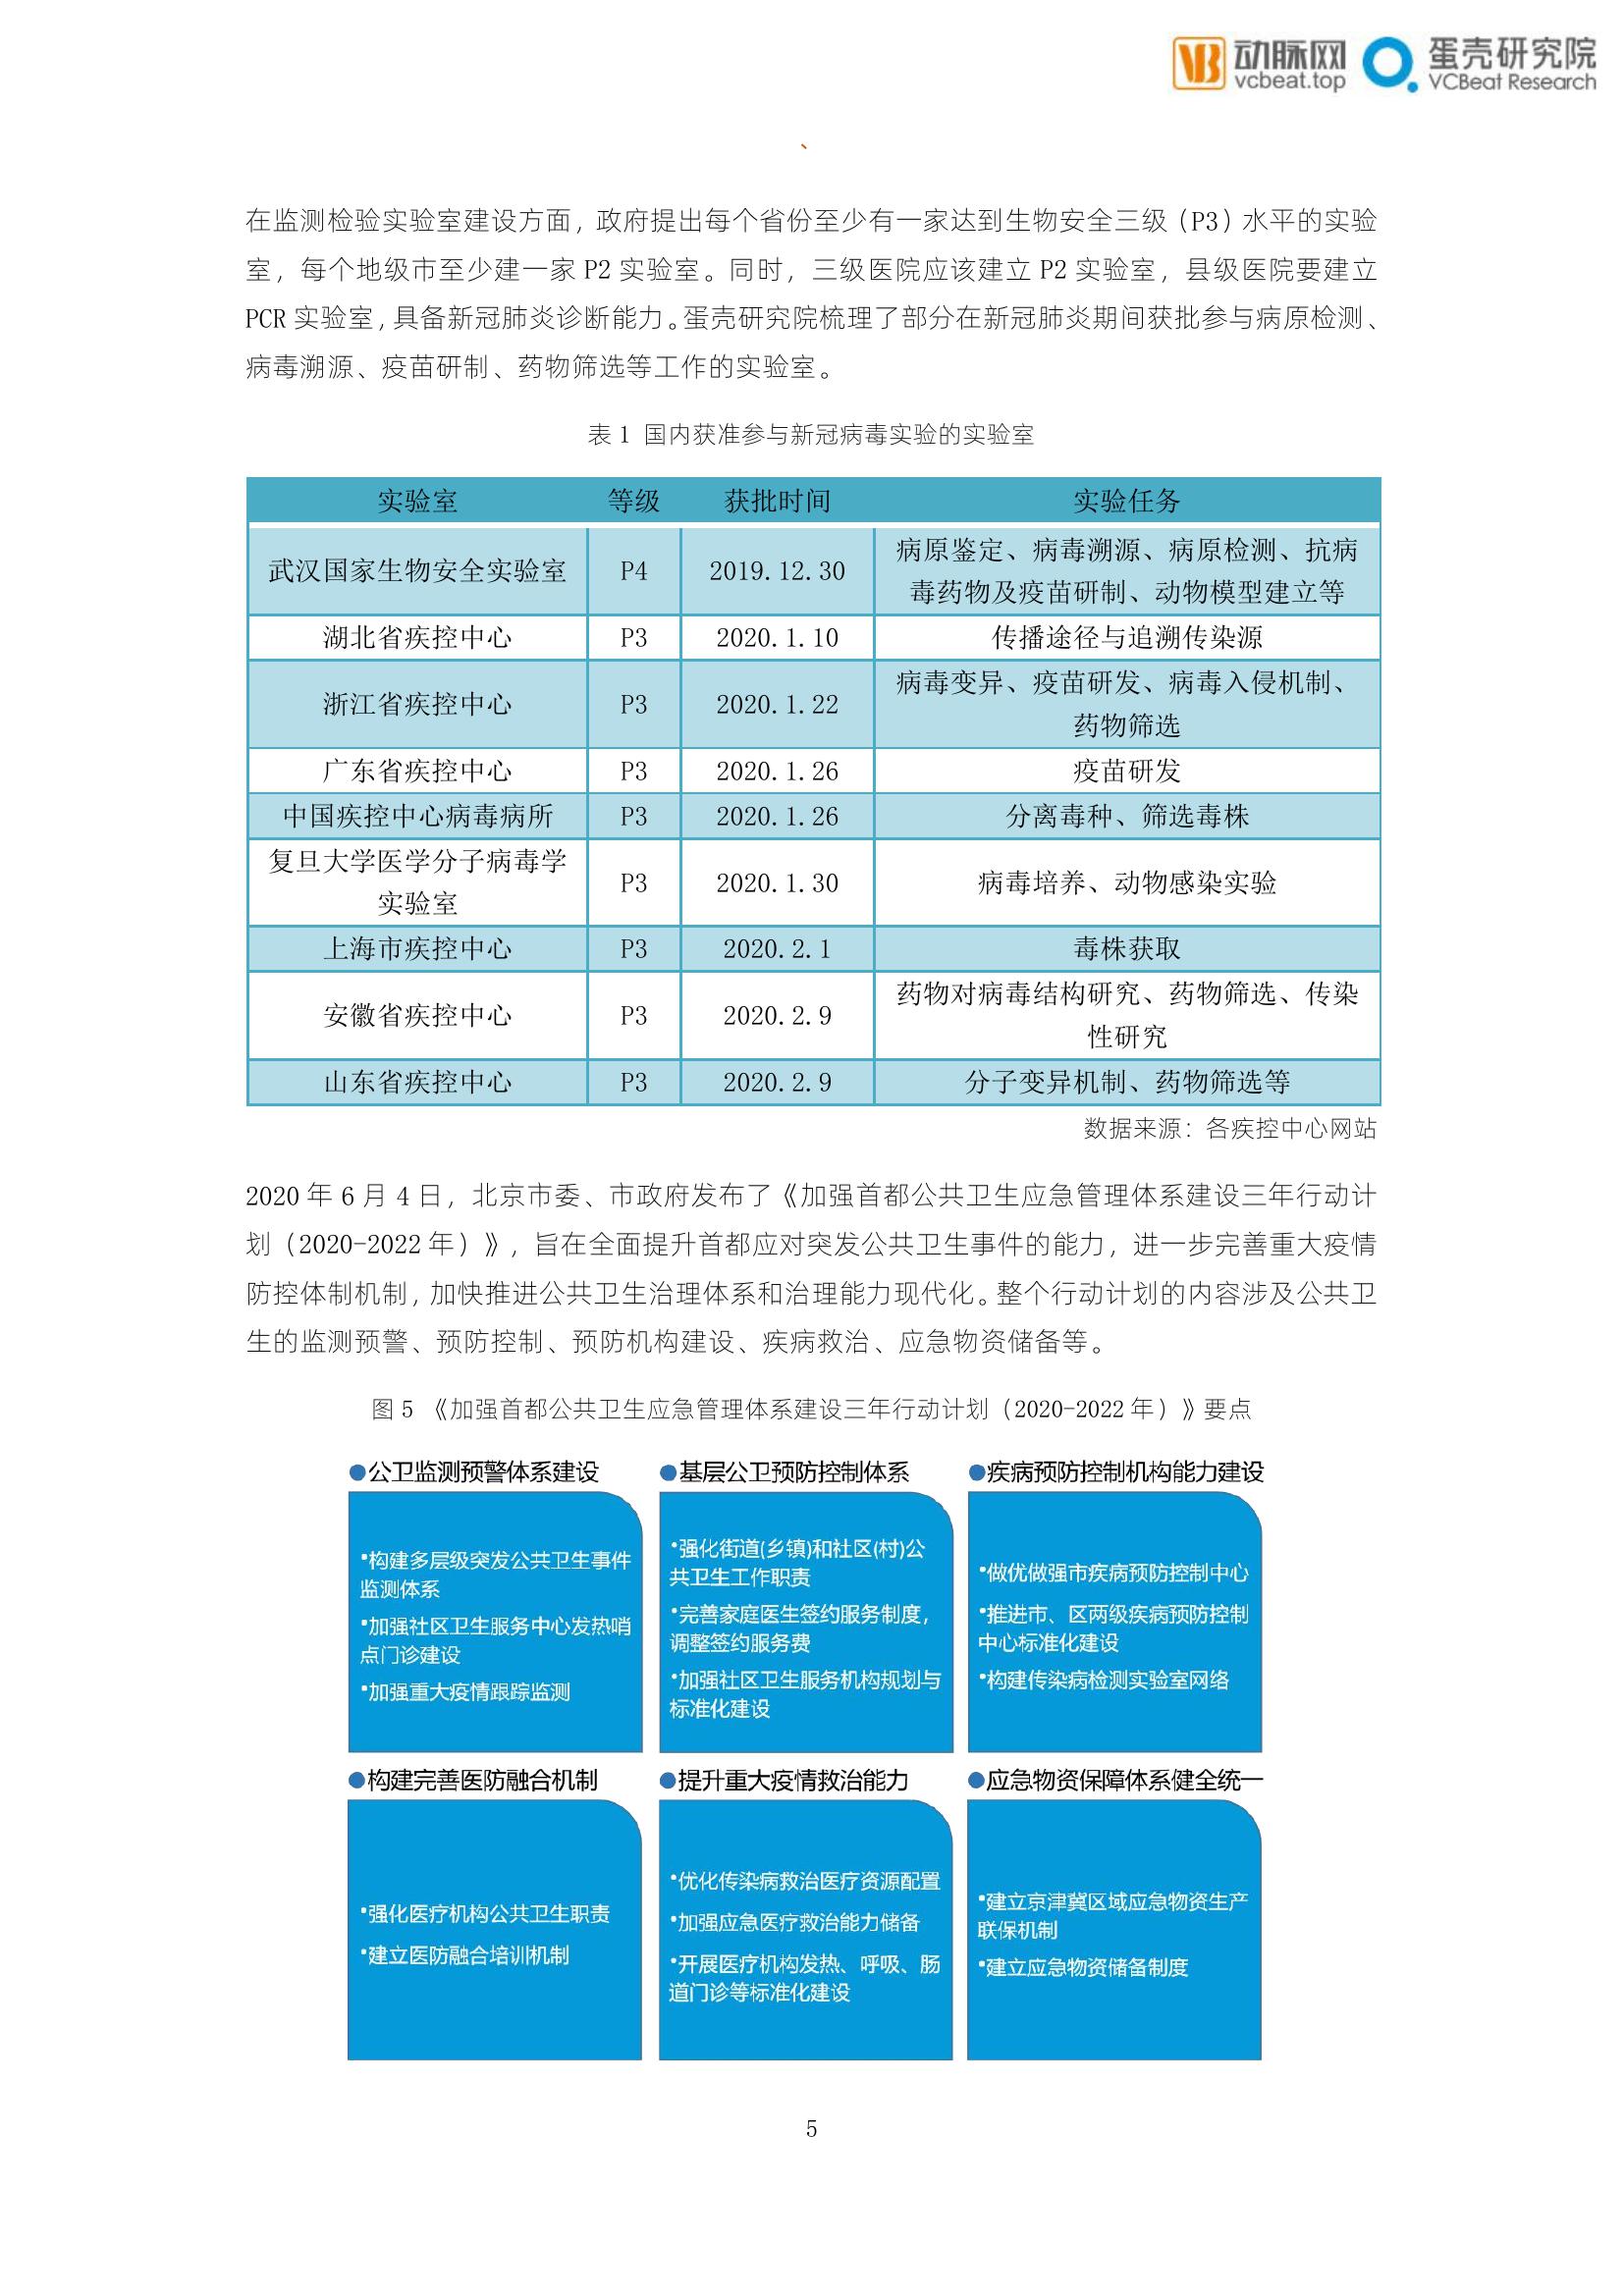 动脉网
vcbeat.top
蛋壳研究院
VCBeat Research
、
在监测检验实验室建设方面，政府提出每个省份至少有一家达到生物安全三级（P3）水平的实验
室，每个地级市至少建一家 P2 实验室。同时，三级医院应该建立 P2 实验室，县级医院要建立
PCR 实验室，具备新冠肺炎诊断能力。蛋壳研究院梳理了部分在新冠肺炎期间获批参与病原检测、
病毒溯源、疫苗研制、药物筛选等工作的实验室。
表 1 国内获准参与新冠病毒实验的实验室
实验室 等级 获批时间 实验任务
武汉国家生物安全实验室 P4 2019.12.30 病原鉴定、病毒溯源、病原检测、抗病
毒药物及疫苗研制、动物模型建立等
湖北省疾控中心 P3 2020.1.10 传播途径与追溯传染源
浙江省疾控中心 P3 2020.1.22 病毒变异、疫苗研发、病毒入侵机制、
药物筛选
广东省疾控中心 P3 2020.1.26 疫苗研发
中国疾控中心病毒病所 P3 2020.1.26 分离毒种、筛选毒株
复旦大学医学分子病毒学
实验室 P3 2020.1.30 病毒培养、动物感染实验
上海市疾控中心 P3 2020.2.1 毒株获取
安徽省疾控中心 P3 2020.2.9 药物对病毒结构研究、药物筛选、传染
性研究
山东省疾控中心 P3 2020.2.9 分子变异机制、药物筛选等
数据来源：各疾控中心网站
2020 年 6 月 4 日，北京市委、市政府发布了《加强首都公共卫生应急管理体系建设三年行动计
划（2020-2022 年）》，旨在全面提升首都应对突发公共卫生事件的能力，进一步完善重大疫情
防控体制机制，加快推进公共卫生治理体系和治理能力现代化。整个行动计划的内容涉及公共卫
生的监测预警、预防控制、预防机构建设、疾病救治、应急物资储备等。
图 5 《加强首都公共卫生应急管理体系建设三年行动计划（2020-2022 年）》要点
●公卫监测预警体系建设
•构建多层级突发公共卫生事件
监测体系
•加强社区卫生服务中心发热哨
点门诊建设
•加强重大疫情跟踪监测
●基层公卫预防控制体系
•强化街道(乡镇)和社区(村)公
共卫生工作职责
•完善家庭医生签约服务制度，
调整签约服务费
•加强社区卫生服务机构规划与
标准化建设
●疾病预防控制机构能力建设
•做优做强市疾病预防控制中心
•推进市、区两级疾病预防控制
中心标准化建设
•构建传染病检测实验室网络
●构建完善医防融合机制
•强化医疗机构公共卫生职责
•建立医防融合培训机制
●提升重大疫情救治能力
•优化传染病救治医疗资源配置
•加强应急医疗救治能力储备
•开展医疗机构发热、呼吸、肠
道门诊等标准化建设
●应急物资保障体系健全统一
•建立京津冀区域应急物资生产
联保机制
•建立应急物资储备制度
5